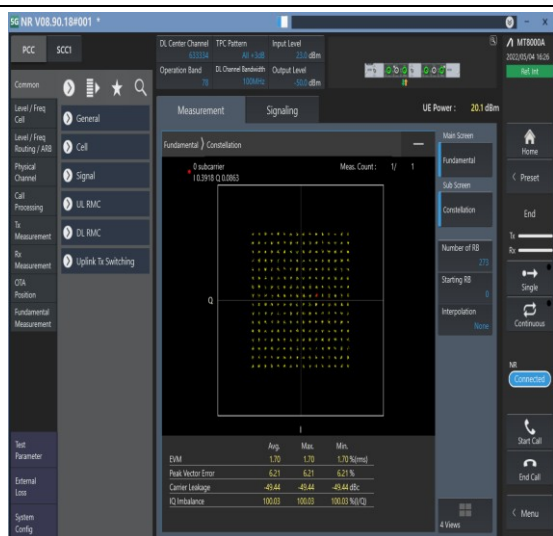 5G NR V08.90.18#001 *
PCC SCC1
DL Center Channel TPC Pattern Input Level
633334 All +3dB 23.0 dBm
Operation Band DL Channel Bandwidth Output Level
78 100MHz -50.0 dBm
MT8000A
2022/05/04 16:26
Ref. Int
Common
Level / Freq
Cell
Level / Freq
Routing / ARB
Physical
Channel
Call
Processing
Tx
Measurement
Rx
Measurement
OTA
Position
Fundamental
Measurement
Test
Parameter
External
Loss
System
Config
General
Cell
Signal
UL RMC
DL RMC
Uplink Tx Switching
Measurement Signaling
UE Power : 20.1 dBm
Fundamental Constellation
0 subcarrier Meas. Count : 1/ 1
I 0.3918 Q 0.0863
Q
I
Avg. Max. Min.
EVM 1.70 1.70 1.70 %(rms)
Peak Vector Error 6.21 6.21 6.21 %
Carrier Leakage -49.44 -49.44 -49.44 dBc
IQ Imbalance 100.03 100.03 100.03 %(I/Q)
Main Screen
Fundamental
Sub Screen
Constellation
Number of RB
273
Starting RB
0
Interpolation
None
4 Views
Home
Preset
End
Tx
Rx
Single
Continuous
NR
Connected
Start Call
End Call
Menu